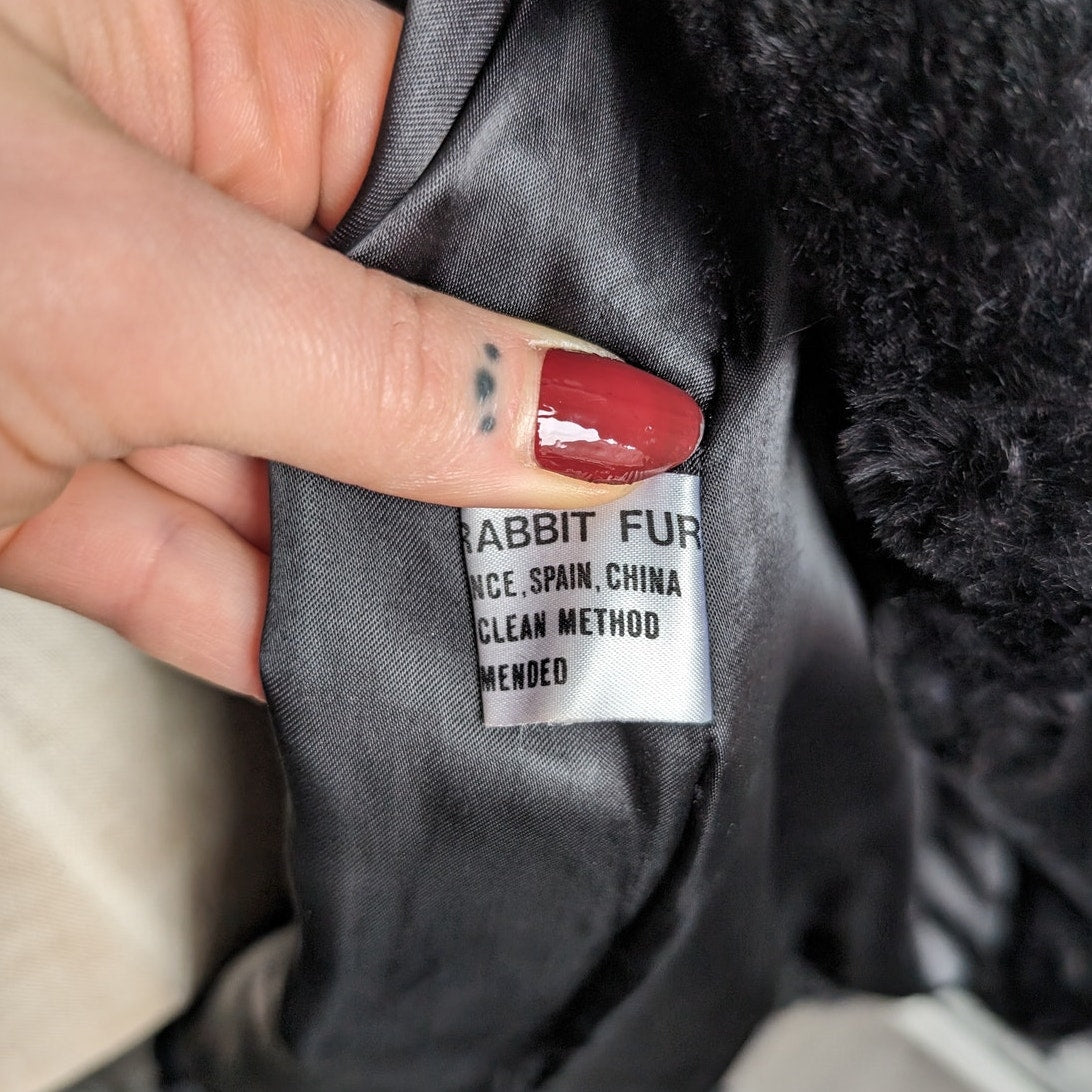 RABBIT FUR
NCE, SPAIN, CHINA
CLEAN METHOD
MENDED